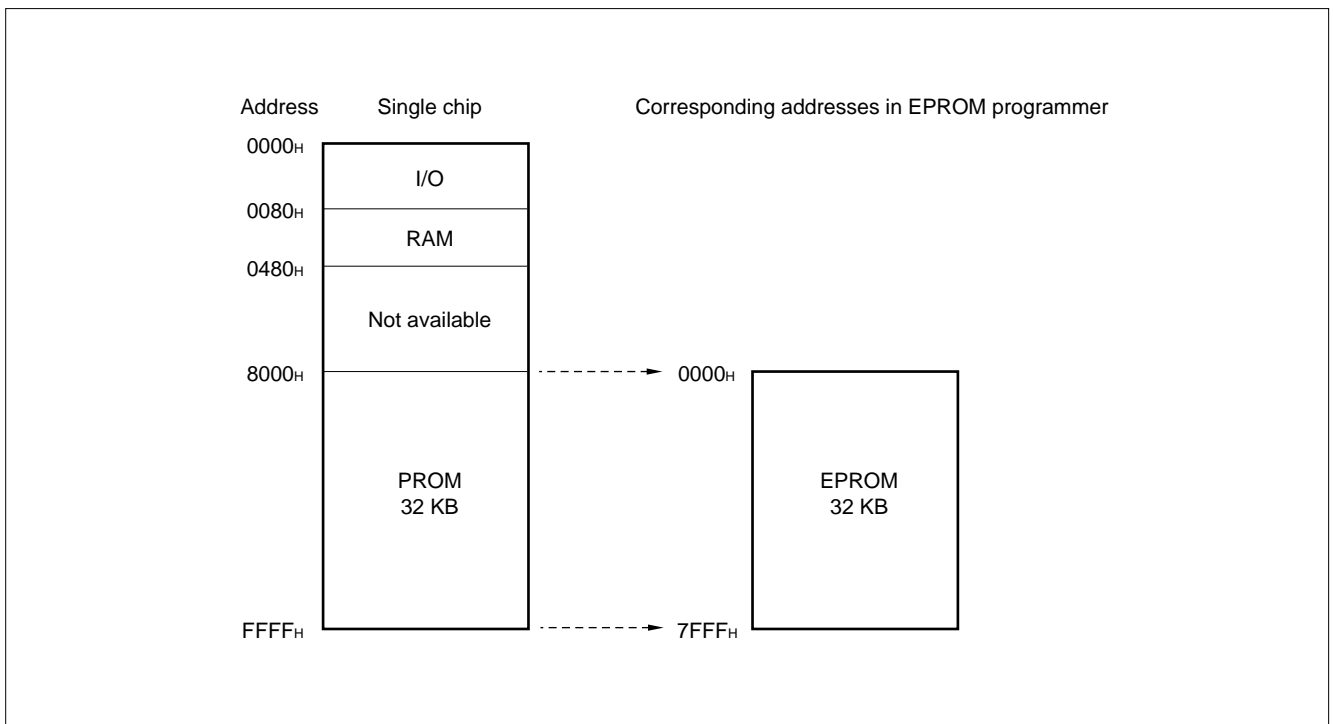 Address Single chip Corresponding addresses in EPROM programmer
0000H
I/O
0080H
RAM
0480H
Not available
8000H 0000H
PROM EPROM
32 KB 32 KB
FFFFH 7FFFH